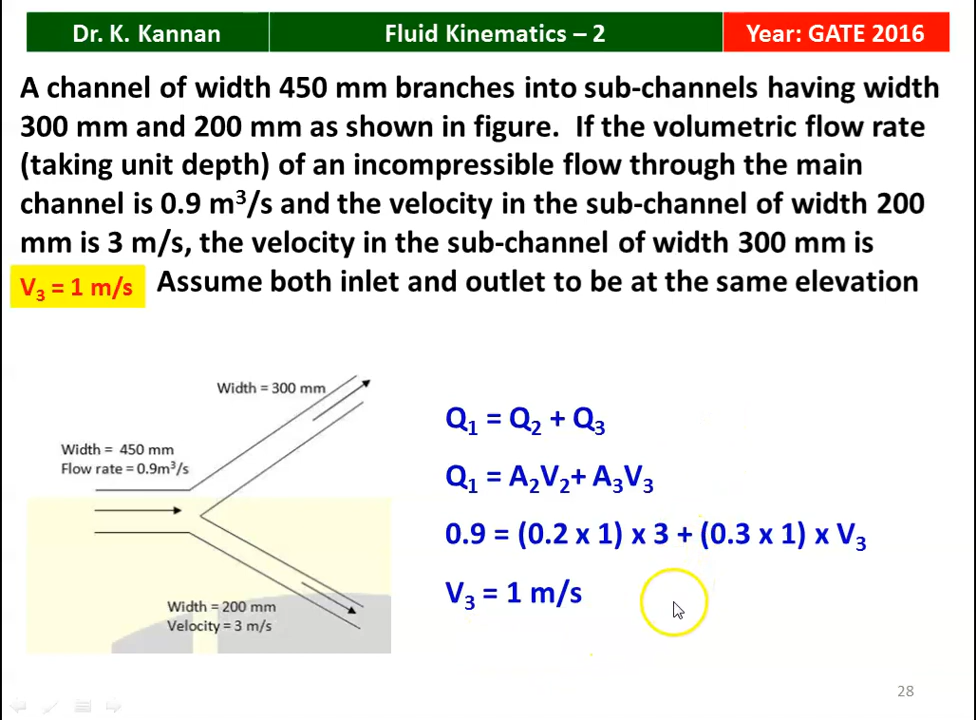 Dr. K. Kannan
Fluid Kinematics – 2
Year: GATE 2016
A channel of width 450 mm branches into sub-channels having width
300 mm and 200 mm as shown in figure. If the volumetric flow rate
(taking unit depth) of an incompressible flow through the main
channel is 0.9 m³/s and the velocity in the sub-channel of width 200
mm is 3 m/s, the velocity in the sub-channel of width 300 mm is
V₃ = 1 m/s Assume both inlet and outlet to be at the same elevation
Width = 300 mm
Width = 450 mm
Flow rate = 0.9m³/s
Width = 200 mm
Velocity = 3 m/s
Q₁ = Q₂ + Q₃
Q₁ = A₂V₂+ A₃V₃
0.9 = (0.2 x 1) x 3 + (0.3 x 1) x V₃
V₃ = 1 m/s
28